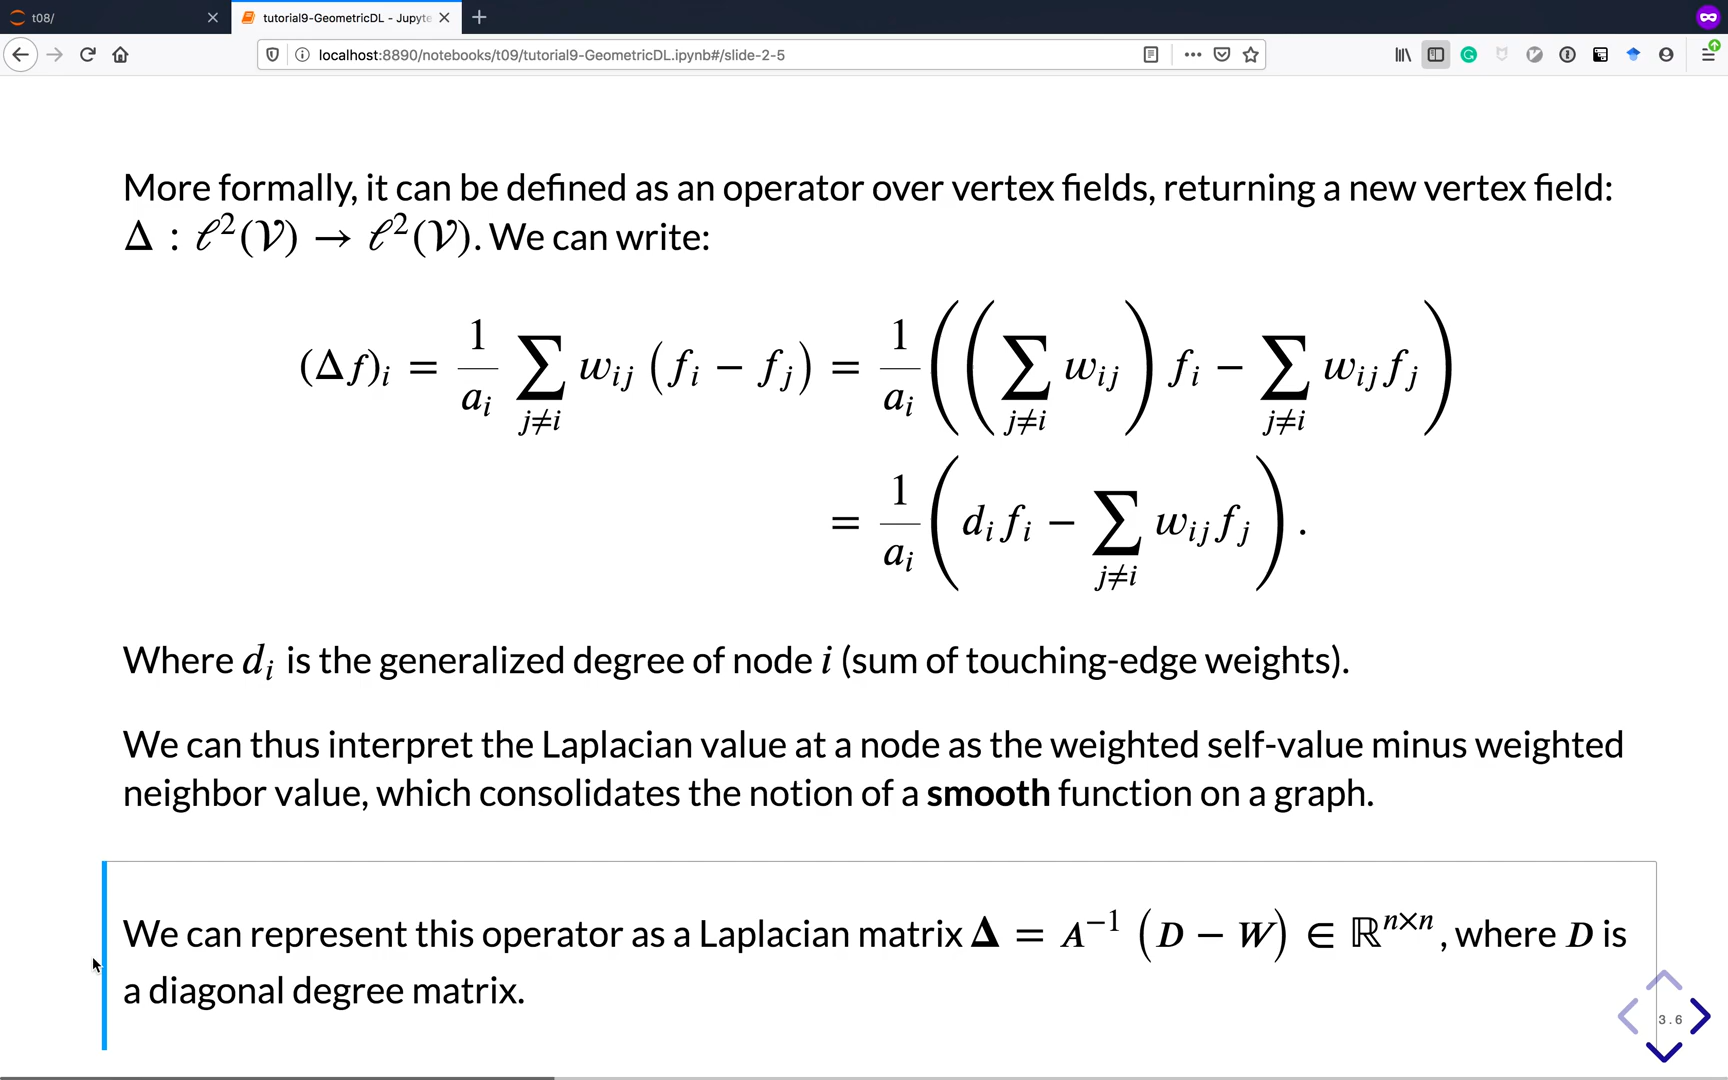 t08/
tutorial9-GeometricDL - Jupyte
localhost:8890/notebooks/t09/tutorial9-GeometricDL.ipynb#/slide-2-5
More formally, it can be defined as an operator over vertex fields, returning a new vertex field:
Δ : ℓ²(𝒱) → ℓ²(𝒱). We can write:
(Δf)ᵢ = 1/aᵢ ∑_{j≠i} wᵢⱼ (fᵢ − fⱼ) = 1/aᵢ ((∑_{j≠i} wᵢⱼ) fᵢ − ∑_{j≠i} wᵢⱼ fⱼ)
= 1/aᵢ (dᵢ fᵢ − ∑_{j≠i} wᵢⱼ fⱼ) .
Where dᵢ is the generalized degree of node i (sum of touching-edge weights).
We can thus interpret the Laplacian value at a node as the weighted self-value minus weighted
neighbor value, which consolidates the notion of a smooth function on a graph.
We can represent this operator as a Laplacian matrix Δ = A⁻¹ (D − W) ∈ ℝⁿˣⁿ, where D is
a diagonal degree matrix.
3.6